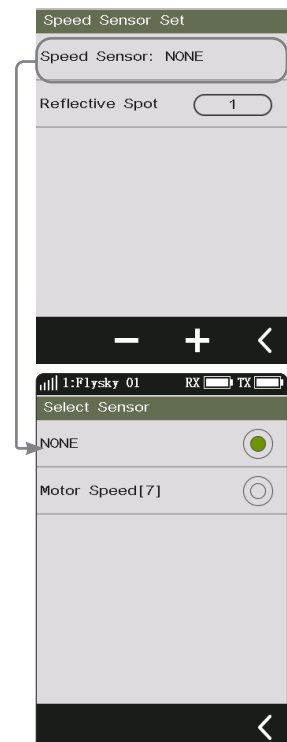 Speed Sensor Set
Speed Sensor: NONE
Reflective Spot 1
1:Flysky 01 RX TX
Select Sensor
NONE
Motor Speed[7]